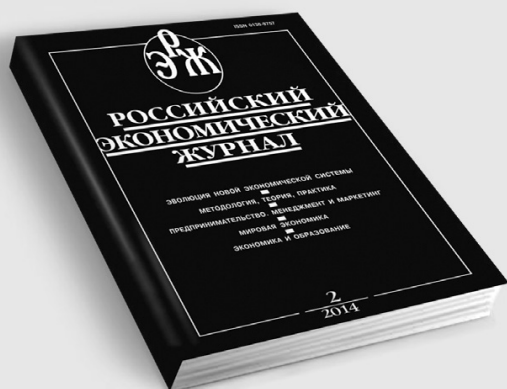 ISSN 0130-9757
РЭЖ
РОССИЙСКИЙ
ЭКОНОМИЧЕСКИЙ
ЖУРНАЛ
ЭВОЛЮЦИЯ НОВОЙ ЭКОНОМИЧЕСКОЙ СИСТЕМЫ
МЕТОДОЛОГИЯ, ТЕОРИЯ, ПРАКТИКА
ПРЕДПРИНИМАТЕЛЬСТВО. МЕНЕДЖМЕНТ И МАРКЕТИНГ
МИРОВАЯ ЭКОНОМИКА
ЭКОНОМИКА И ОБРАЗОВАНИЕ
2
2014